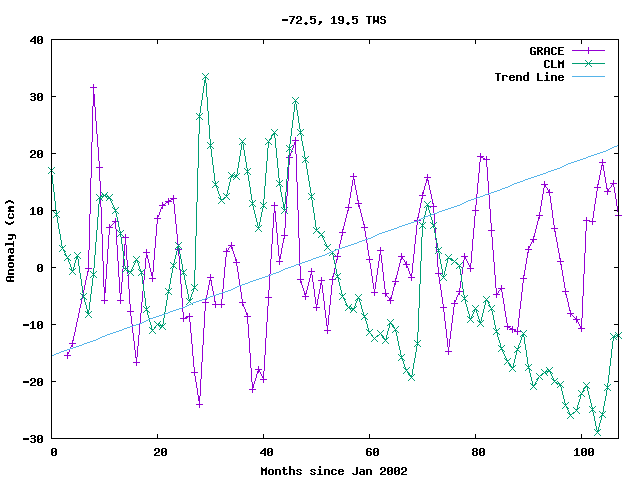 -72.5, 19.5 TWS
GRACE
CLM
Trend Line
40
30
20
10
0
-10
-20
-30
Anomaly (cm)
0 20 40 60 80 100
Months since Jan 2002